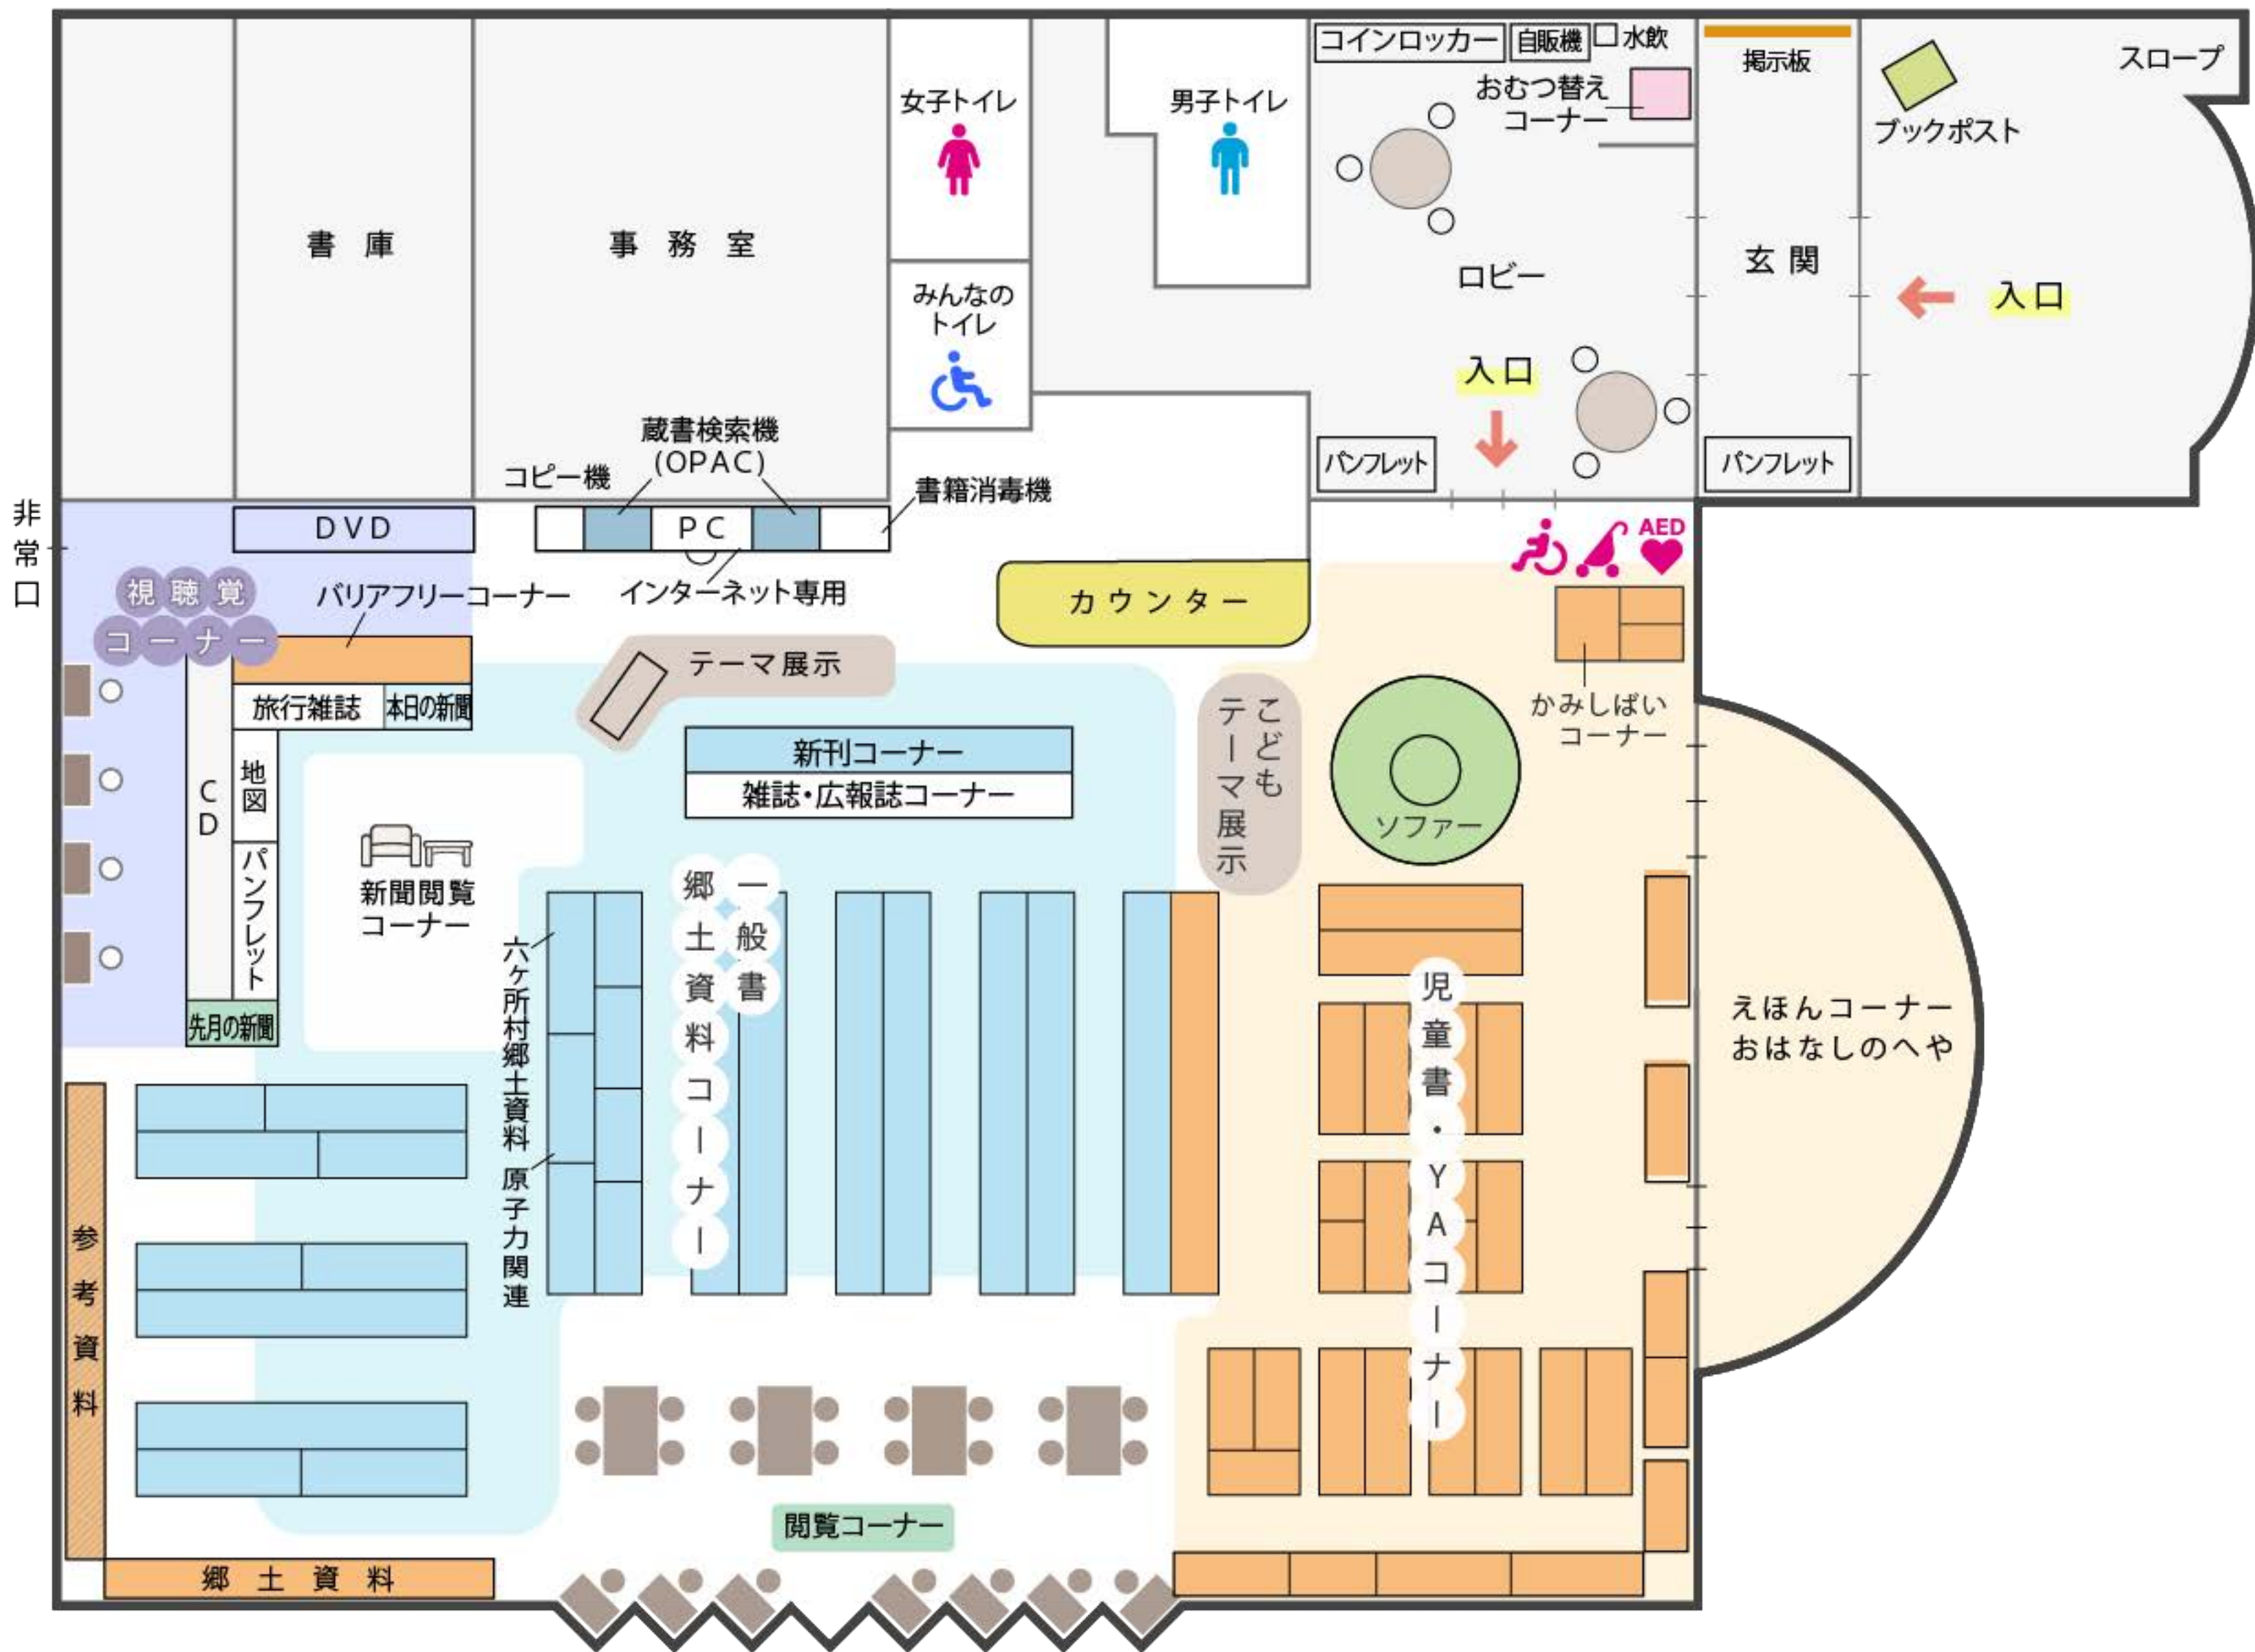 コインロッカー
自販機
水飲
掲示板
スロープ
おむつ替え
コーナー
ブックポスト
女子トイレ
男子トイレ
書庫
事務室
ロビー
玄関
入口
みんなの
トイレ
入口
蔵書検索機
(OPAC)
コピー機
書籍消毒機
パンフレット
パンフレット
非常口
DVD
PC
AED
視聴覚
コーナー
バリアフリーコーナー
インターネット専用
カウンター
テーマ展示
旅行雑誌
本日の新聞
こども
テーマ展示
かみしばい
コーナー
新刊コーナー
雑誌・広報誌コーナー
地図
CD
ソファー
パンフレット
新聞閲覧
コーナー
先月の新聞
六ヶ所村郷土資料
原子力関連
一般書
郷土資料コーナー
児童書・YAコーナー
えほんコーナー
おはなしのへや
参考資料
閲覧コーナー
郷土資料